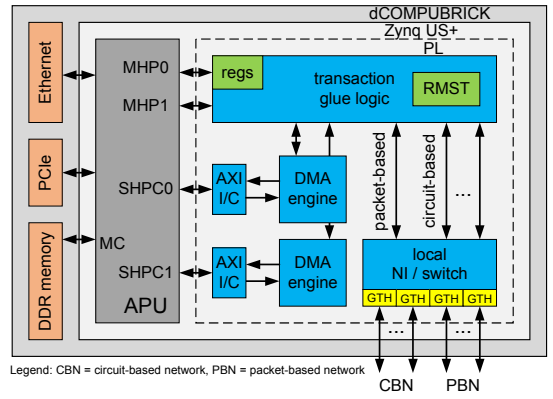 dCOMPUBRICK
Zynq US+
PL
Ethernet
PCIe
DDR memory
MHP0
MHP1
SHPC0
MC
SHPC1
APU
regs
transaction
glue logic
RMST
AXI
I/C
DMA
engine
AXI
I/C
DMA
engine
packet-based
circuit-based
...
local
NI / switch
GTH
GTH
GTH
GTH
...
...
Legend: CBN = circuit-based network, PBN = packet-based network
CBN
PBN